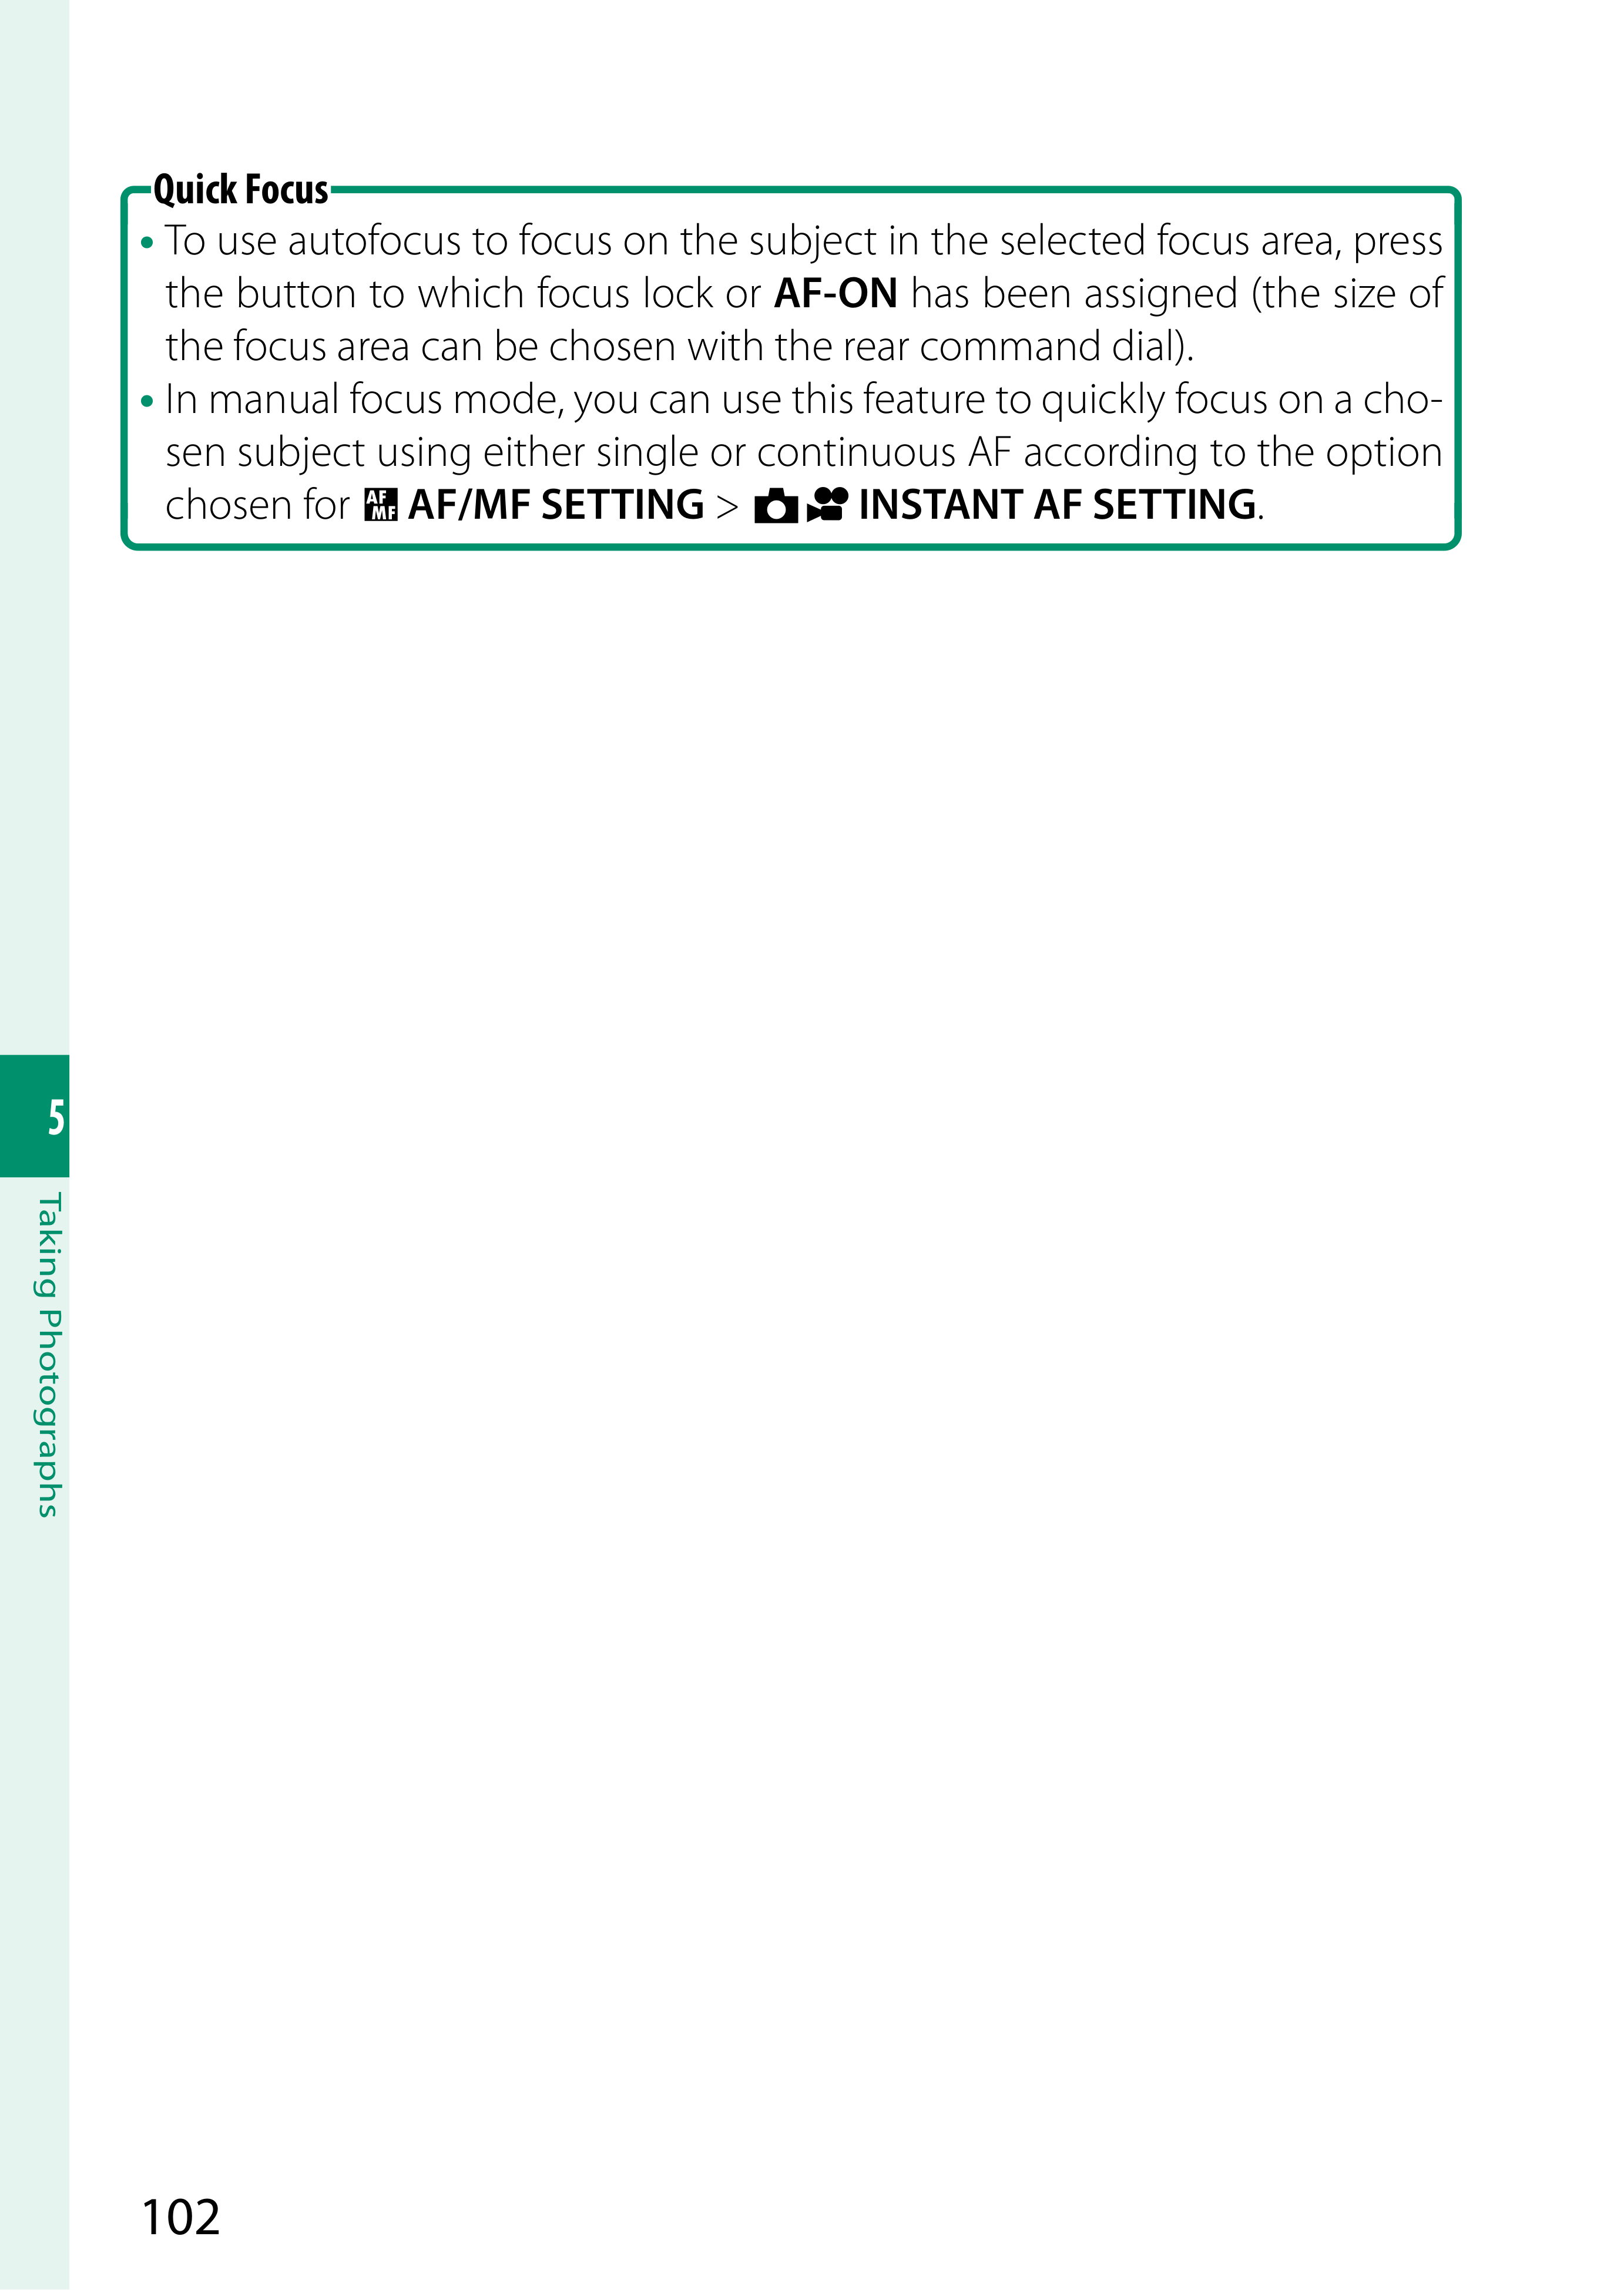 Quick Focus
• To use autofocus to focus on the subject in the selected focus area, press
the button to which focus lock or AF-ON has been assigned (the size of
the focus area can be chosen with the rear command dial).
• In manual focus mode, you can use this feature to quickly focus on a cho-
sen subject using either single or continuous AF according to the option
chosen for AF MF AF/MF SETTING > INSTANT AF SETTING.
5
Taking Photographs
102